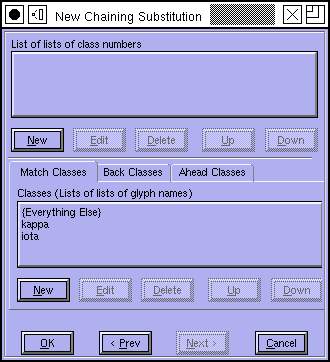 New Chaining Substitution
List of lists of class numbers
New Edit Delete Up Down
Match Classes Back Classes Ahead Classes
Classes (Lists of lists of glyph names)
{Everything Else}
kappa
iota
New Edit Delete Up Down
OK < Prev Next > Cancel